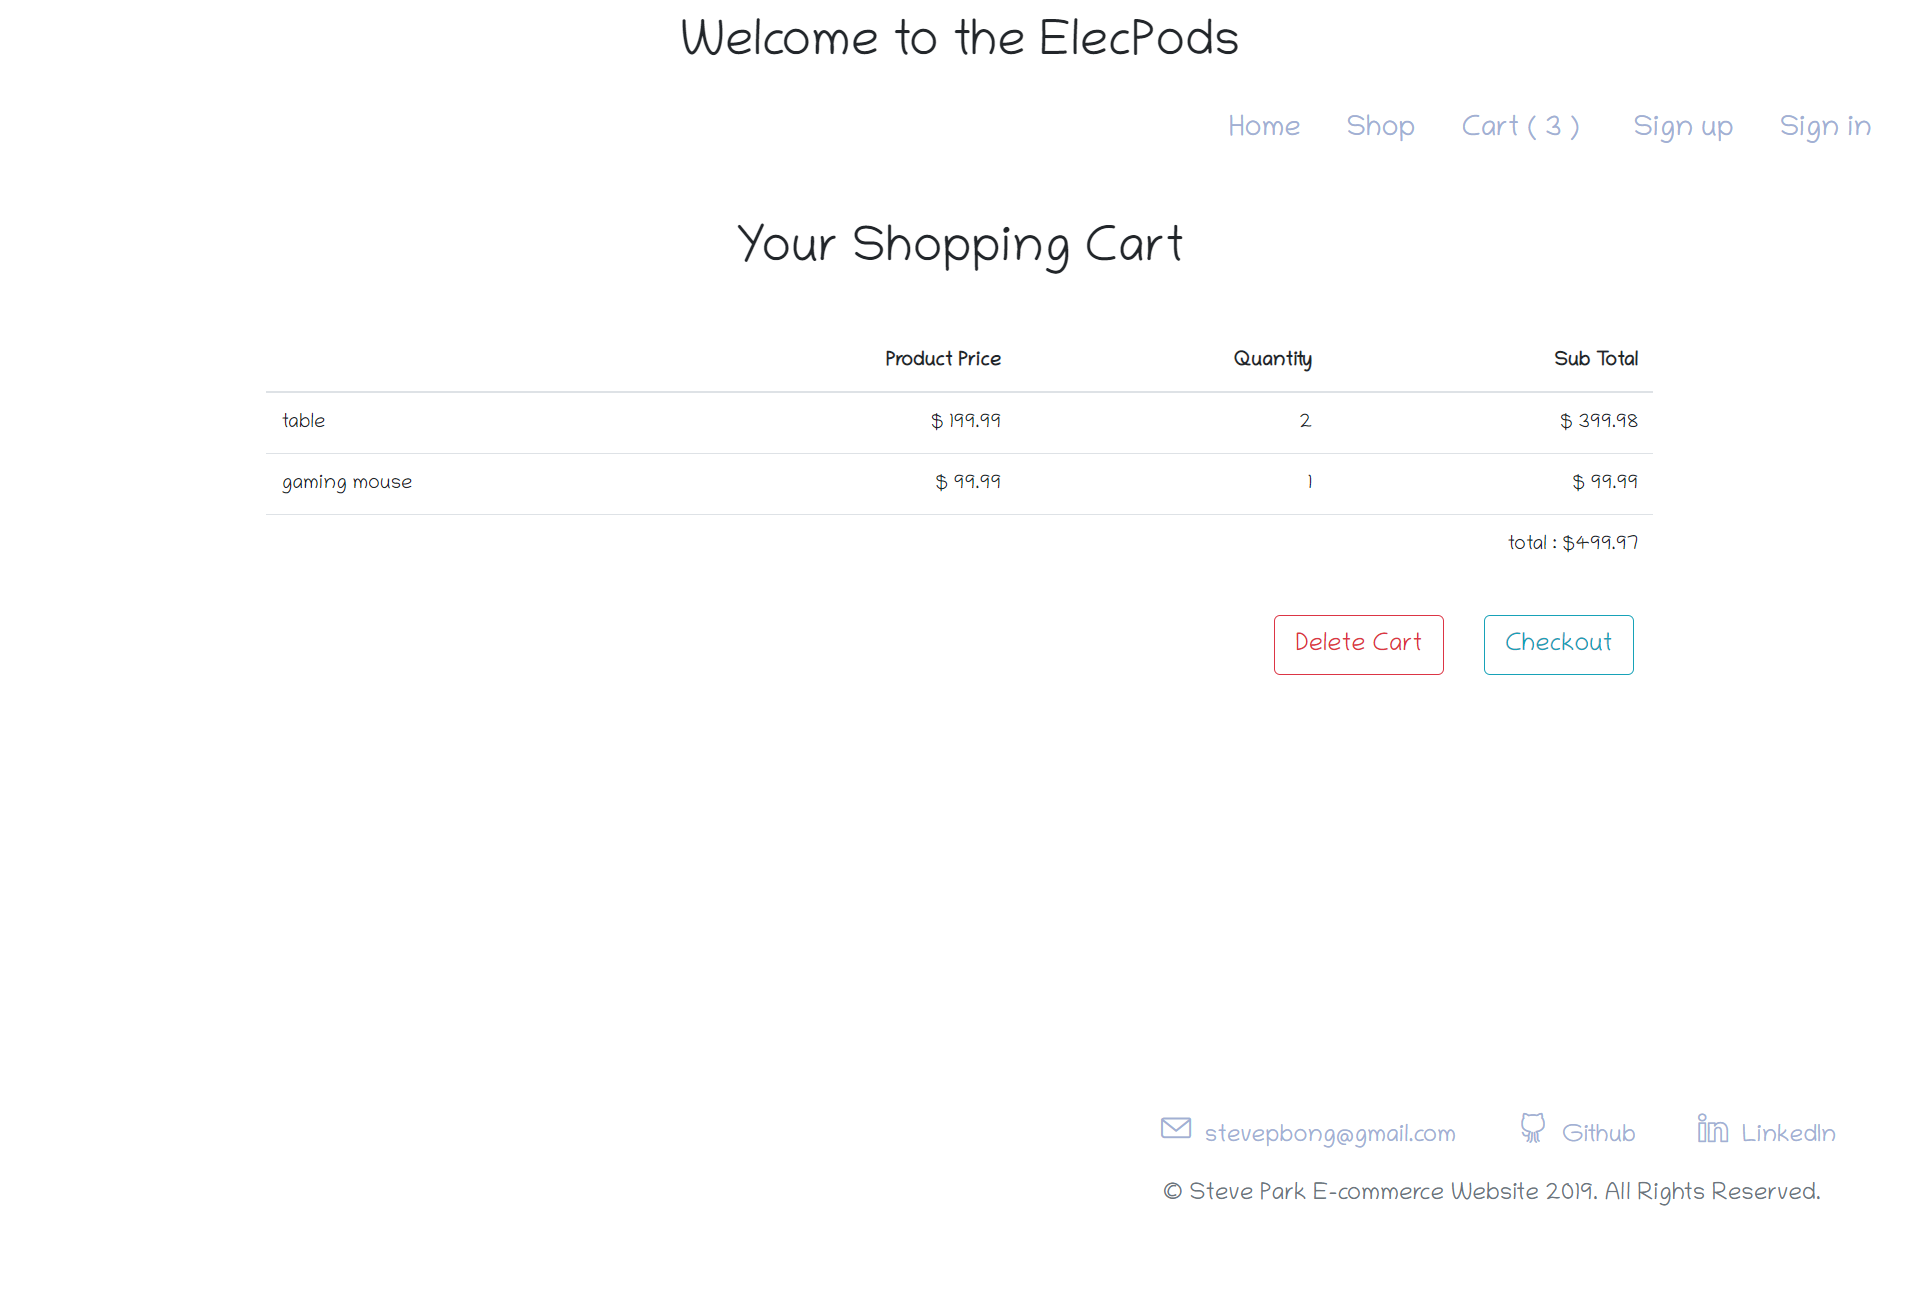 Welcome to the ElecPods
Home Shop Cart ( 3 ) Sign up Sign in
Your Shopping Cart
Product Price Quantity Sub Total
table $ 199.99 2 $ 399.98
gaming mouse $ 99.99 1 $ 99.99
total : $499.97
Delete Cart Checkout
stevepbong@gmail.com Github LinkedIn
© Steve Park E-commerce Website 2019. All Rights Reserved.